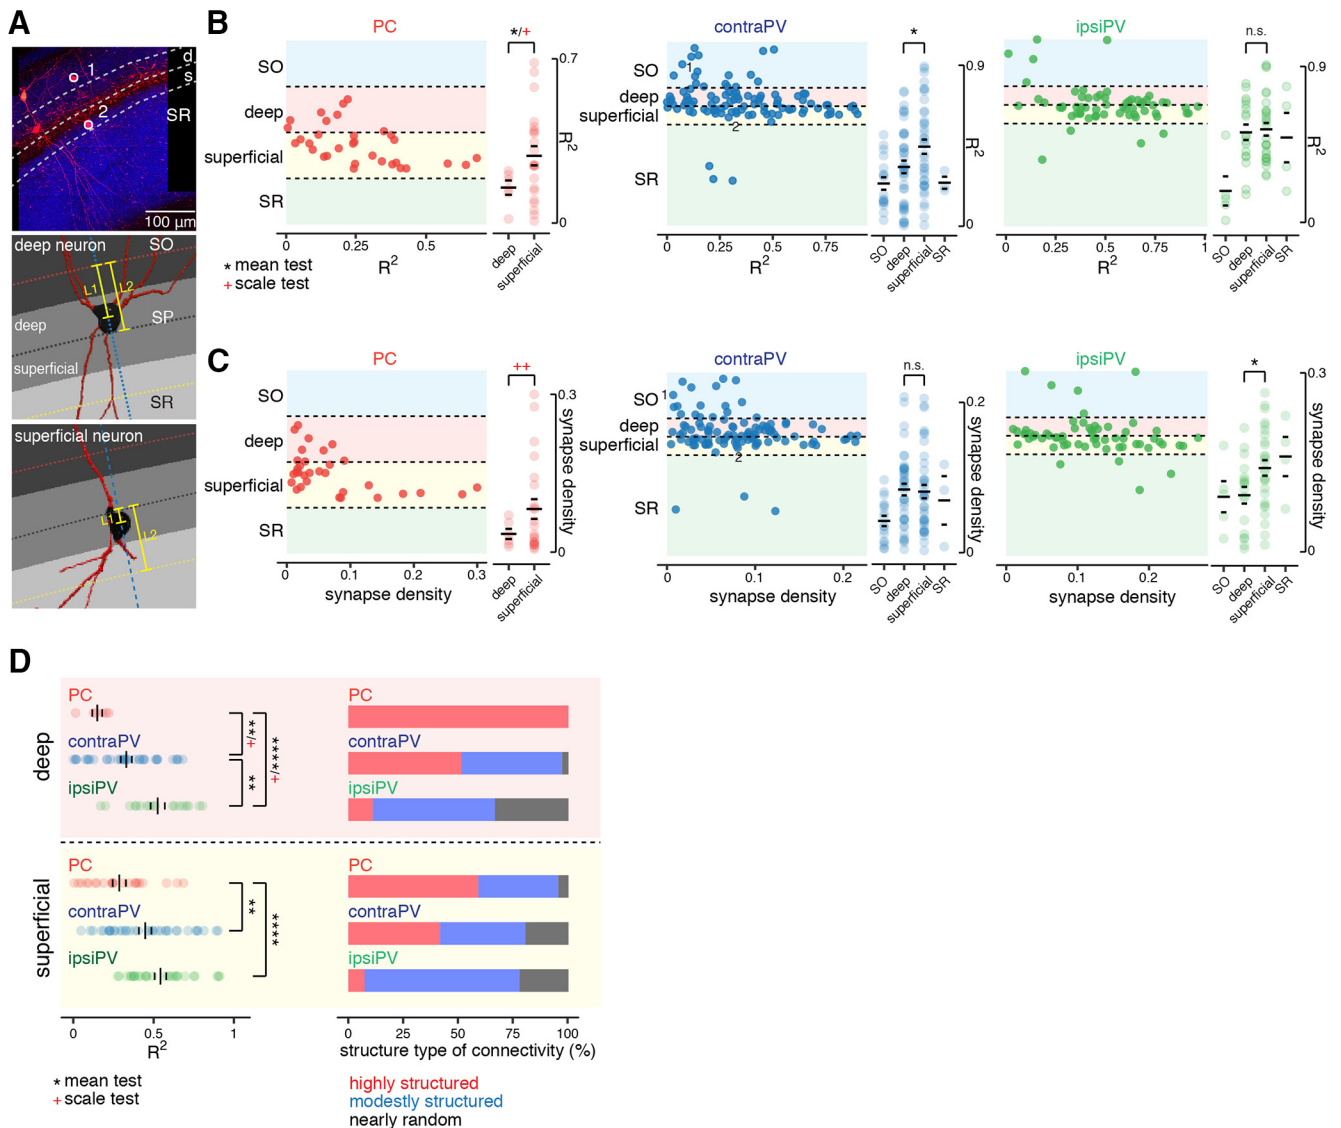 A
1
2
d
s
SR
100 μm
deep neuron
SO
L1
L2
deep
SP
superficial
SR
superficial neuron
L1
L2
B
PC
SO
deep
superficial
SR
0
0.25
0.5
R2
* mean test
+ scale test
*/+
0.7
R2
0
deep
superficial
contraPV
SO
deep
superficial
SR
1
2
0
0.25
0.5
0.75
R2
*
0.9
R2
0
SO
deep
superficial
SR
ipsiPV
0
0.25
0.5
0.75
1
R2
n.s.
0.9
R2
0
SO
deep
superficial
SR
C
PC
SO
deep
superficial
SR
0
0.1
0.2
0.3
synapse density
++
0.3
synapse density
0
deep
superficial
contraPV
SO
deep
superficial
SR
1
2
0
0.1
0.2
synapse density
n.s.
0.2
synapse density
0
SO
deep
superficial
SR
ipsiPV
0
0.1
0.2
synapse density
*
0.3
synapse density
0
SO
deep
superficial
SR
D
deep
PC
contraPV
ipsiPV
**/+
**
****/+
PC
contraPV
ipsiPV
superficial
PC
contraPV
ipsiPV
**
****
PC
contraPV
ipsiPV
0
0.5
1
R2
* mean test
+ scale test
0
25
50
75
100
structure type of connectivity (%)
highly structured
modestly structured
nearly random